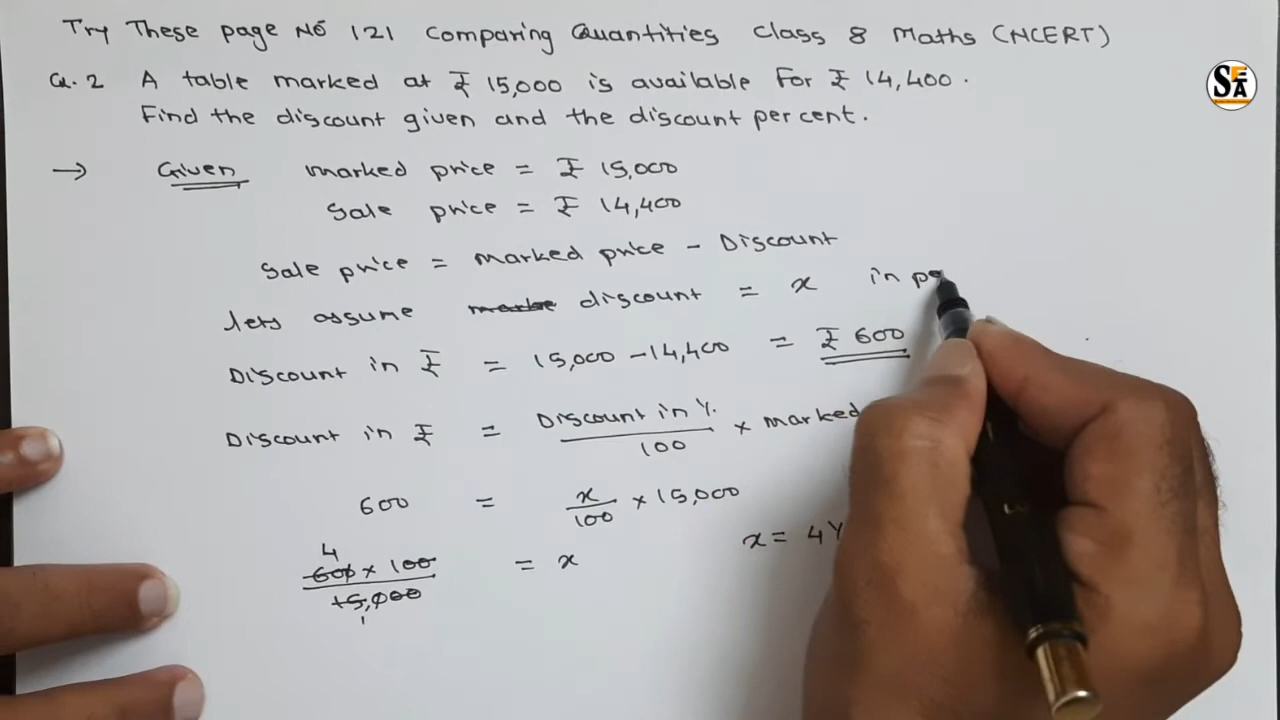 Try These page No 121 Comparing Quantities Class 8 Maths (NCERT)
Q. 2 A table marked at ₹ 15,000 is available for ₹ 14,400.
Find the discount given and the discount per cent.
→ Given marked price = ₹ 15,000
Sale price = ₹ 14,400
Sale price = marked price - Discount
lets assume discount = x in
Discount in ₹ = 15,000 - 14,400 = ₹ 600
Discount in ₹ = Discount in % / 100 × marked
600 = x / 100 × 15,000
x = 4%
4
600 × 100 / 15,000 = x
1
SETA